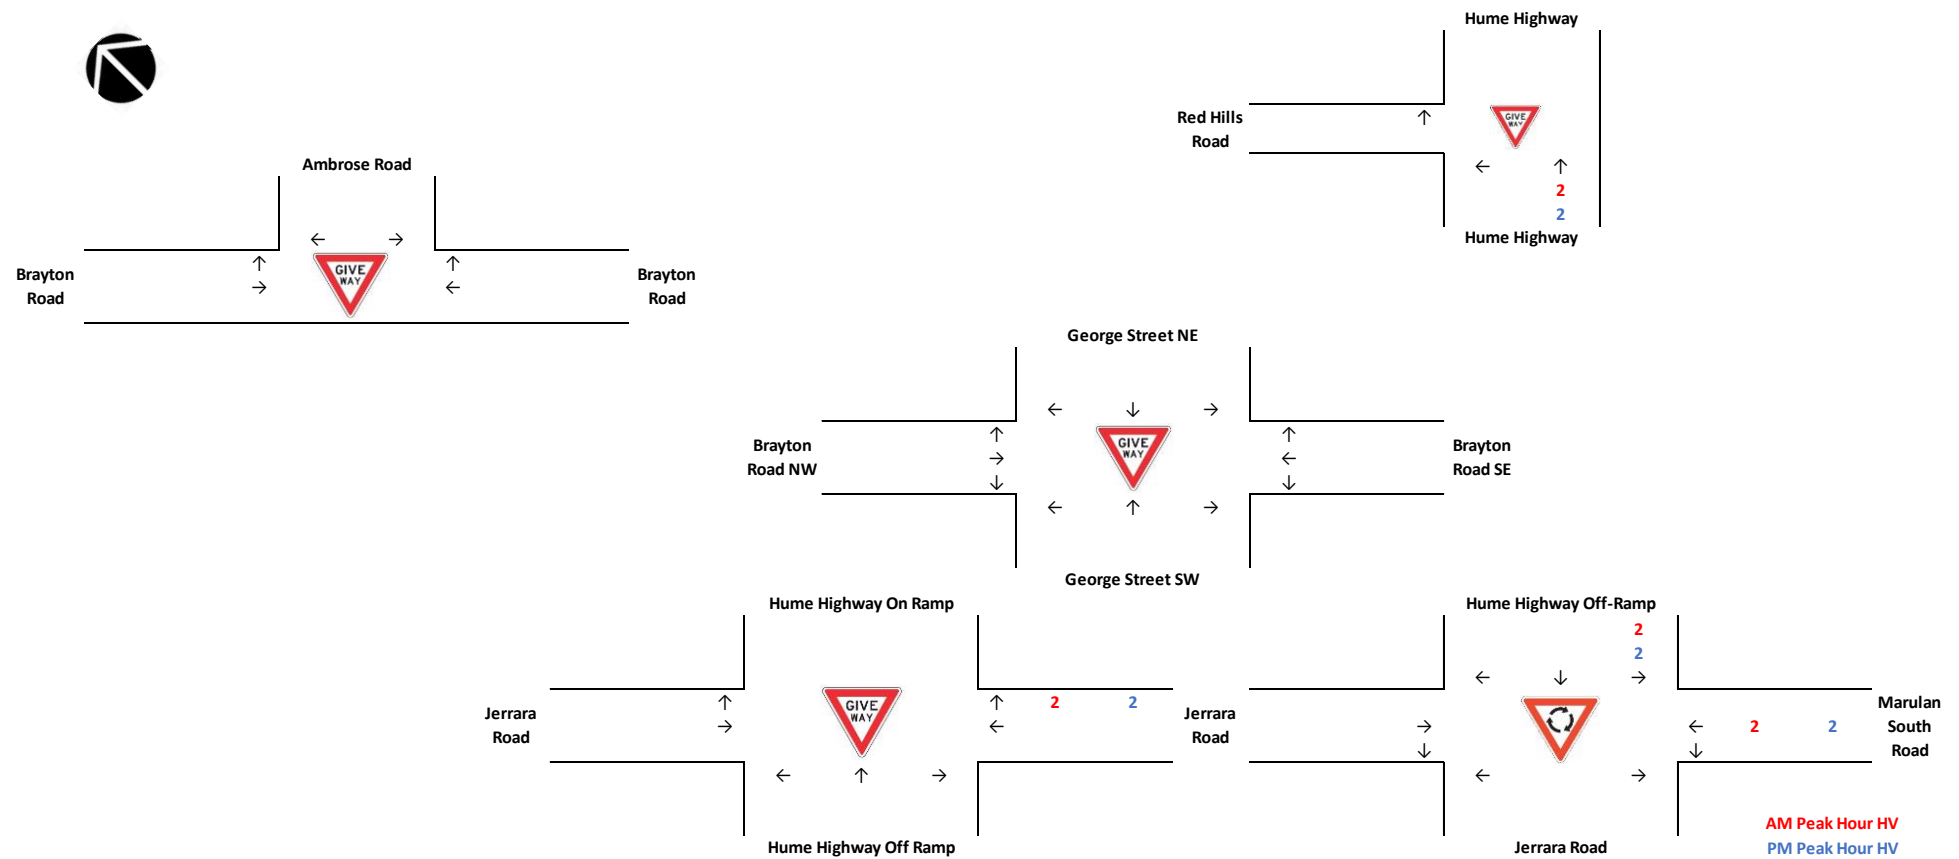 Hume Highway
Red Hills
Road
GIVE
WAY
2
2
Hume Highway
Ambrose Road
Brayton
Road
GIVE
WAY
Brayton
Road
George Street NE
Brayton
Road NW
GIVE
WAY
Brayton
Road SE
George Street SW
Hume Highway On Ramp
Jerrara
Road
GIVE
WAY
2 2
Jerrara
Road
Hume Highway Off Ramp
Hume Highway Off-Ramp
2
2
2 2
Marulan
South
Road
Jerrara Road
AM Peak Hour HV
PM Peak Hour HV